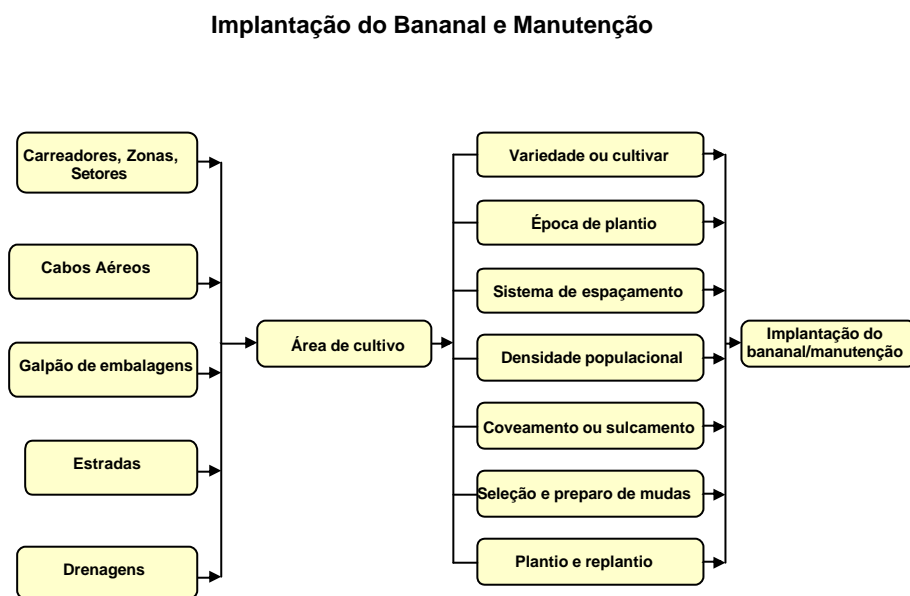 Implantação do Bananal e Manutenção
Carreadores, Zonas,
Setores
Cabos Aéreos
Galpão de embalagens
Estradas
Drenagens
Área de cultivo
Variedade ou cultivar
Época de plantio
Sistema de espaçamento
Densidade populacional
Coveamento ou sulcamento
Seleção e preparo de mudas
Plantio e replantio
Implantação do
bananal/manutenção